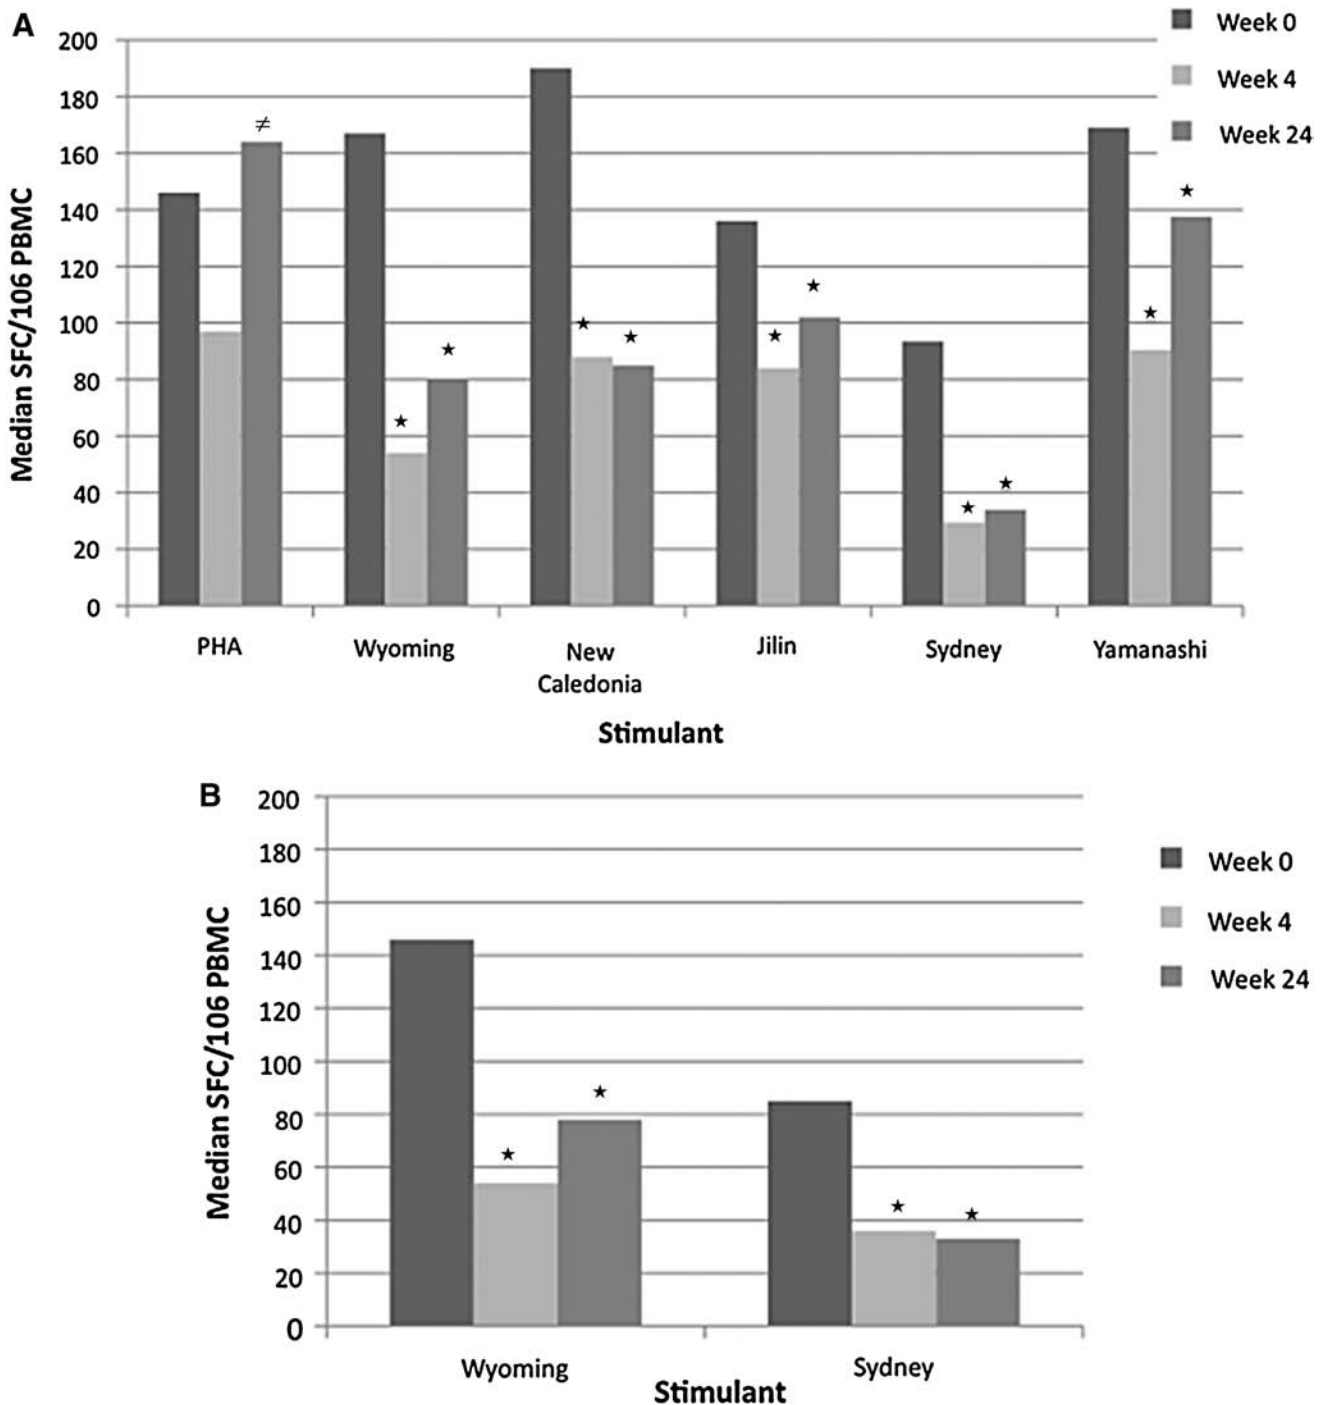 A
Week 0
Week 4
Week 24
200
180
160
140
120
100
80
60
40
20
0
Median SFC/106 PBMC
≠
★
★
★
★
★
★
★
★
★
★
PHA
Wyoming
New
Caledonia
Jilin
Sydney
Yamanashi
Stimulant
B
200
180
160
140
120
100
80
60
40
20
0
Median SFC/106 PBMC
Week 0
Week 4
Week 24
★
★
★
★
Wyoming
Sydney
Stimulant